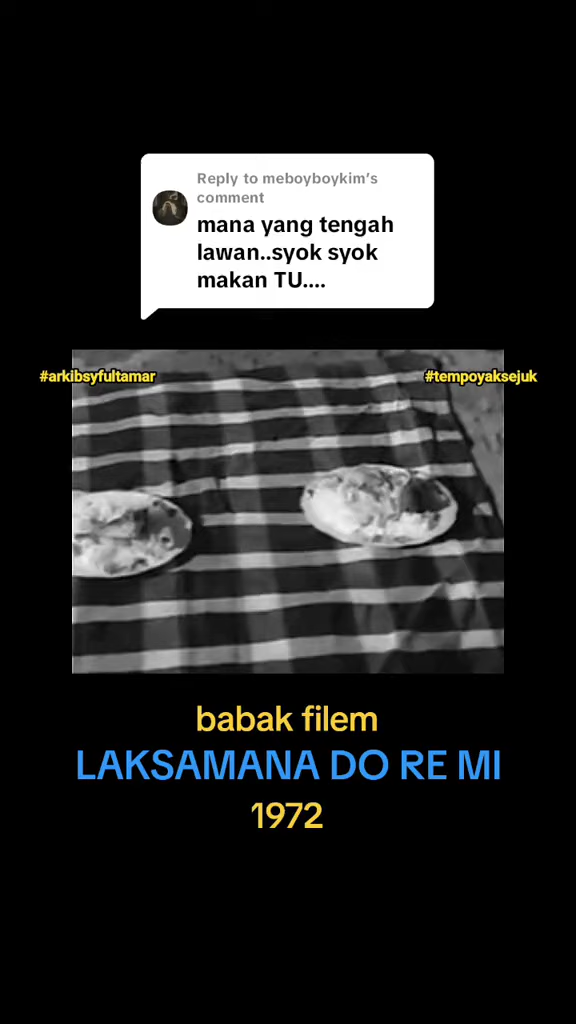 Reply to meboyboykim's
comment
mana yang tengah
lawan..syok syok
makan TU....
#arkibsyfultamar
#tempoyaksejuk
babak filem
LAKSAMANA DO RE MI
1972